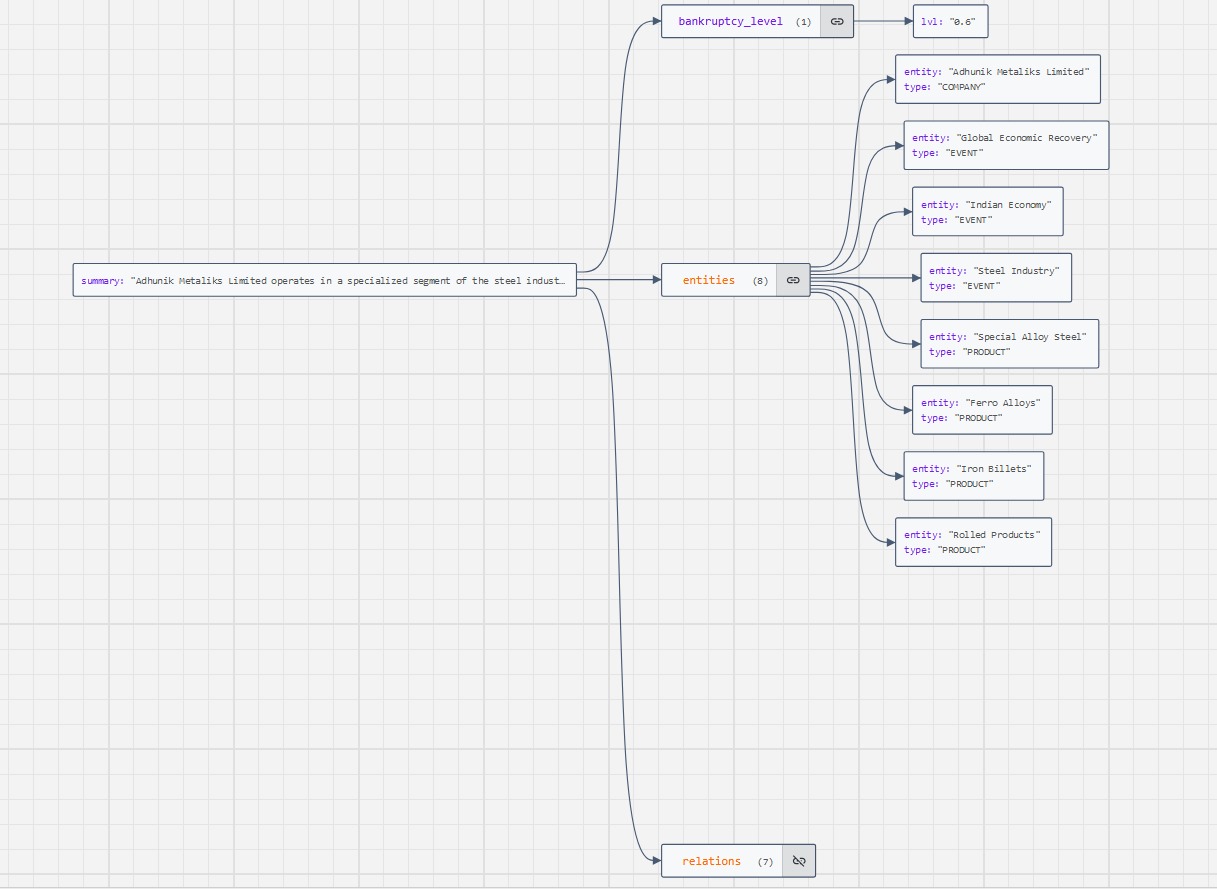 bankruptcy_level (1)
lvl: "0.6"
entity: "Adhunik Metaliks Limited"
type: "COMPANY"
entity: "Global Economic Recovery"
type: "EVENT"
entity: "Indian Economy"
type: "EVENT"
summary: "Adhunik Metaliks Limited operates in a specialized segment of the steel indust…
entities (8)
entity: "Steel Industry"
type: "EVENT"
entity: "Special Alloy Steel"
type: "PRODUCT"
entity: "Ferro Alloys"
type: "PRODUCT"
entity: "Iron Billets"
type: "PRODUCT"
entity: "Rolled Products"
type: "PRODUCT"
relations (7)